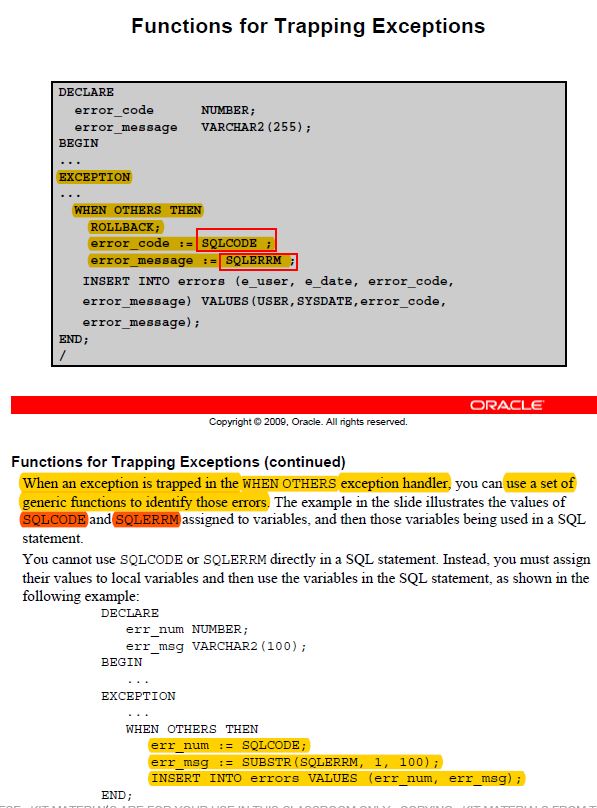 Functions for Trapping Exceptions
DECLARE
error_code NUMBER;
error_message VARCHAR2(255);
BEGIN
...
EXCEPTION
...
WHEN OTHERS THEN
ROLLBACK;
error_code := SQLCODE ;
error_message := SQLERRM ;
INSERT INTO errors (e_user, e_date, error_code,
error_message) VALUES(USER,SYSDATE,error_code,
error_message);
END;
/
ORACLE
Copyright © 2009, Oracle. All rights reserved.
Functions for Trapping Exceptions (continued)
When an exception is trapped in the WHEN OTHERS exception handler, you can use a set of
generic functions to identify those errors. The example in the slide illustrates the values of
SQLCODE and SQLERRM assigned to variables, and then those variables being used in a SQL
statement.
You cannot use SQLCODE or SQLERRM directly in a SQL statement. Instead, you must assign
their values to local variables and then use the variables in the SQL statement, as shown in the
following example:
DECLARE
err_num NUMBER;
err_msg VARCHAR2(100);
BEGIN
...
EXCEPTION
...
WHEN OTHERS THEN
err_num := SQLCODE;
err_msg := SUBSTR(SQLERRM, 1, 100);
INSERT INTO errors VALUES (err_num, err_msg);
END;